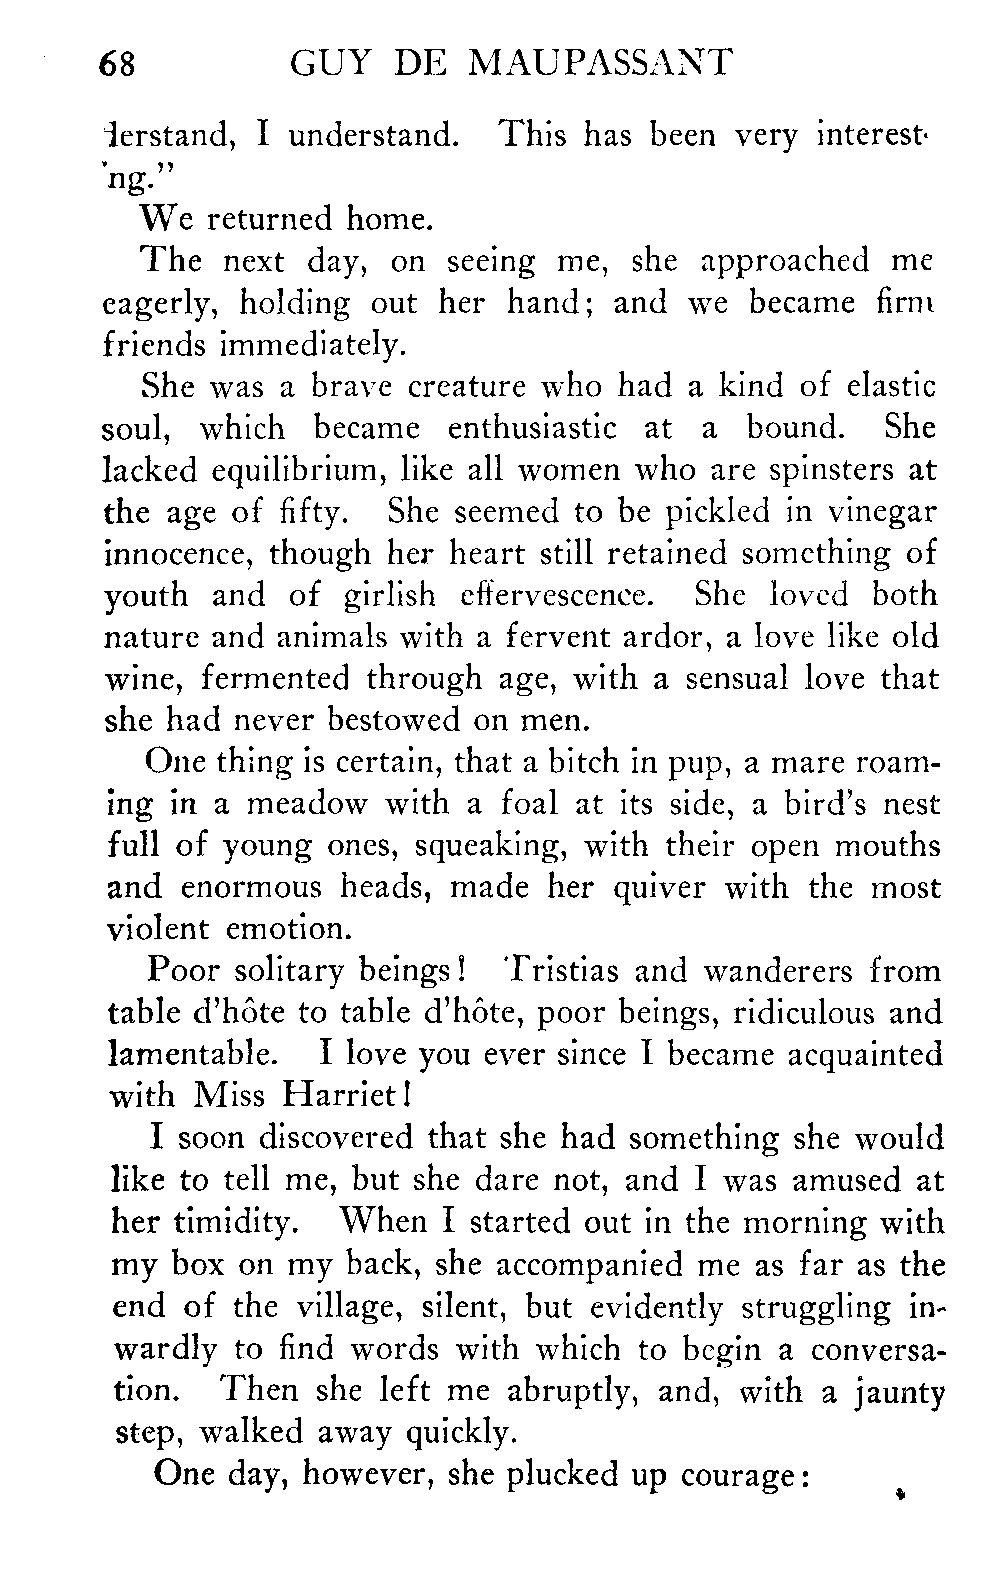 68 GUY DE MAUPASSANT
derstand, I understand. This has been very interest-
ing."
We returned home.
The next day, on seeing me, she approached me
eagerly, holding out her hand; and we became firm
friends immediately.
She was a brave creature who had a kind of elastic
soul, which became enthusiastic at a bound. She
lacked equilibrium, like all women who are spinsters at
the age of fifty. She seemed to be pickled in vinegar
innocence, though her heart still retained something of
youth and of girlish effervescence. She loved both
nature and animals with a fervent ardor, a love like old
wine, fermented through age, with a sensual love that
she had never bestowed on men.
One thing is certain, that a bitch in pup, a mare roam-
ing in a meadow with a foal at its side, a bird's nest
full of young ones, squeaking, with their open mouths
and enormous heads, made her quiver with the most
violent emotion.
Poor solitary beings! Tristias and wanderers from
table d'hôte to table d'hôte, poor beings, ridiculous and
lamentable. I love you ever since I became acquainted
with Miss Harriet!
I soon discovered that she had something she would
like to tell me, but she dare not, and I was amused at
her timidity. When I started out in the morning with
my box on my back, she accompanied me as far as the
end of the village, silent, but evidently struggling in-
wardly to find words with which to begin a conversa-
tion. Then she left me abruptly, and, with a jaunty
step, walked away quickly.
One day, however, she plucked up courage: